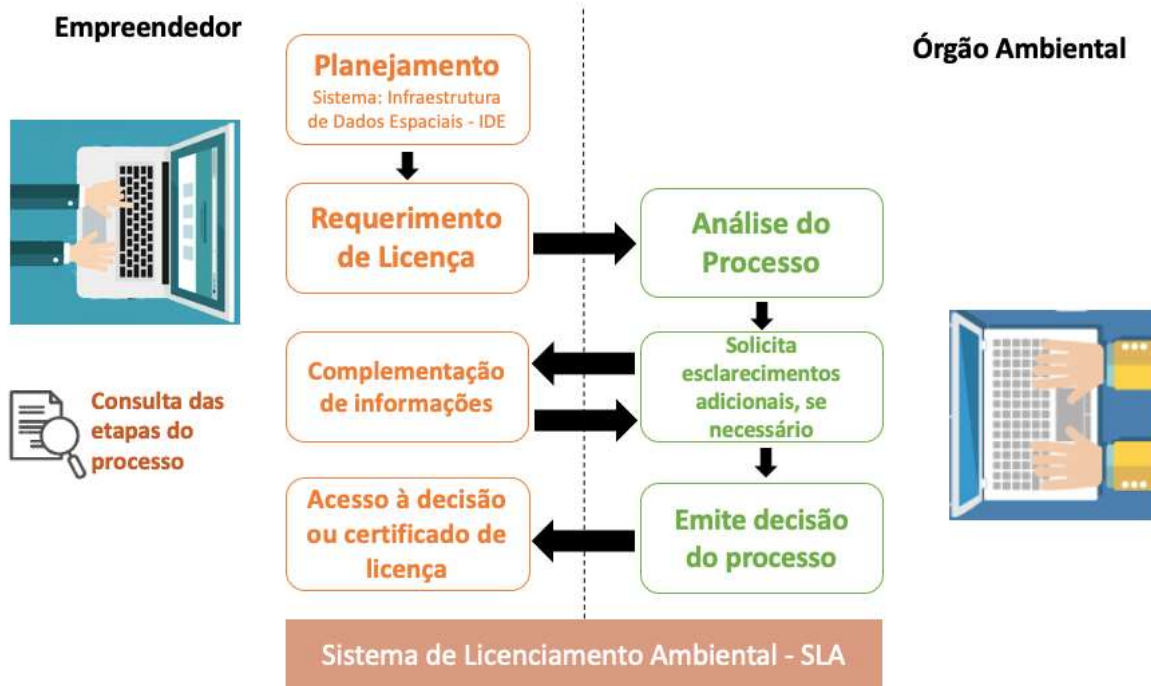 Empreendedor
Órgão Ambiental
Planejamento
Sistema: Infraestrutura
de Dados Espaciais - IDE
Requerimento
de Licença
Análise do
Processo
Complementação
de informações
Solicita
esclarecimentos
adicionais, se
necessário
Consulta das
etapas do
processo
Acesso à decisão
ou certificado de
licença
Emite decisão
do processo
Sistema de Licenciamento Ambiental - SLA